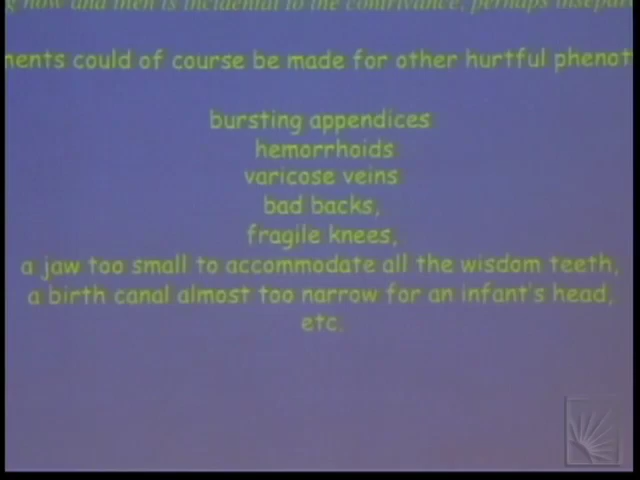 now and then is incidental to the contrivance, perhaps
could of course be made for other hurtful
bursting appendices
hemorrhoids
varicose veins
bad backs,
fragile knees,
a jaw too small to accommodate all the wisdom teeth,
a birth canal almost too narrow for an infant's head,
etc.